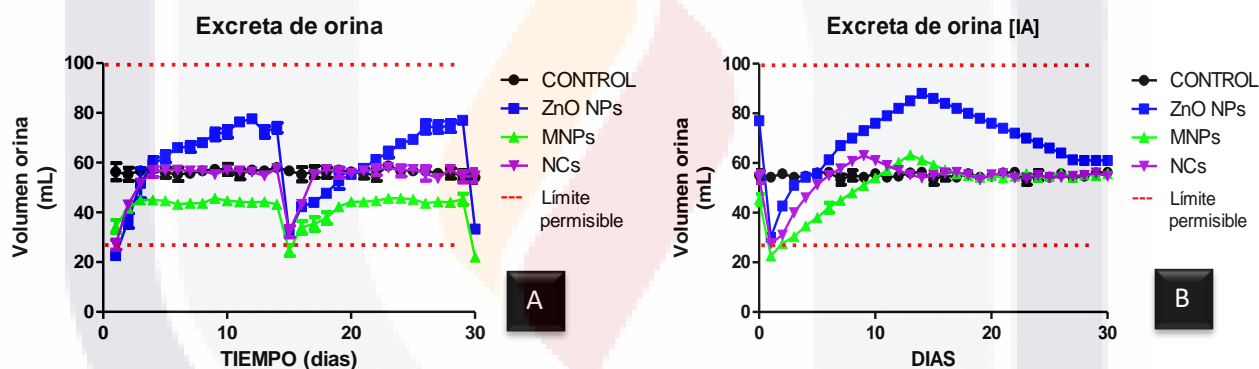 Excreta de orina
Volumen orina
(mL)
100
80
60
40
20
0
0
10
20
30
TIEMPO (dias)
CONTROL
ZnO NPs
MNPs
NCs
Límite
permisible
A
Excreta de orina [IA]
Volumen orina
(mL)
100
80
60
40
20
0
0
10
20
30
DIAS
CONTROL
ZnO NPs
MNPs
NCs
Límite
permisible
B